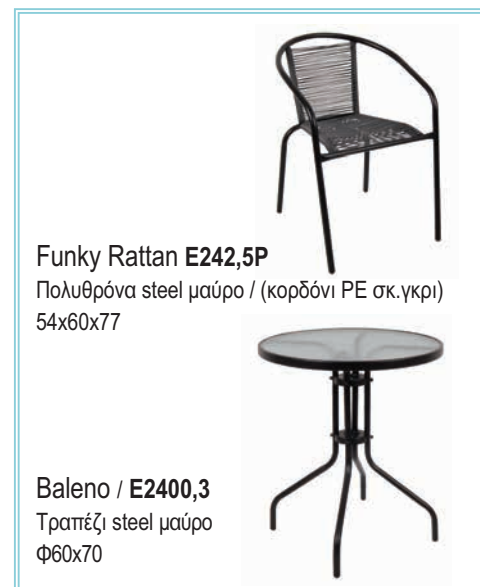 Funky Rattan E242,5P
Πολυθρόνα steel μαύρο / (κορδόνι PE σκ.γκρι)
54x60x77
Baleno / E2400,3
Τραπέζι steel μαύρο
Φ60x70